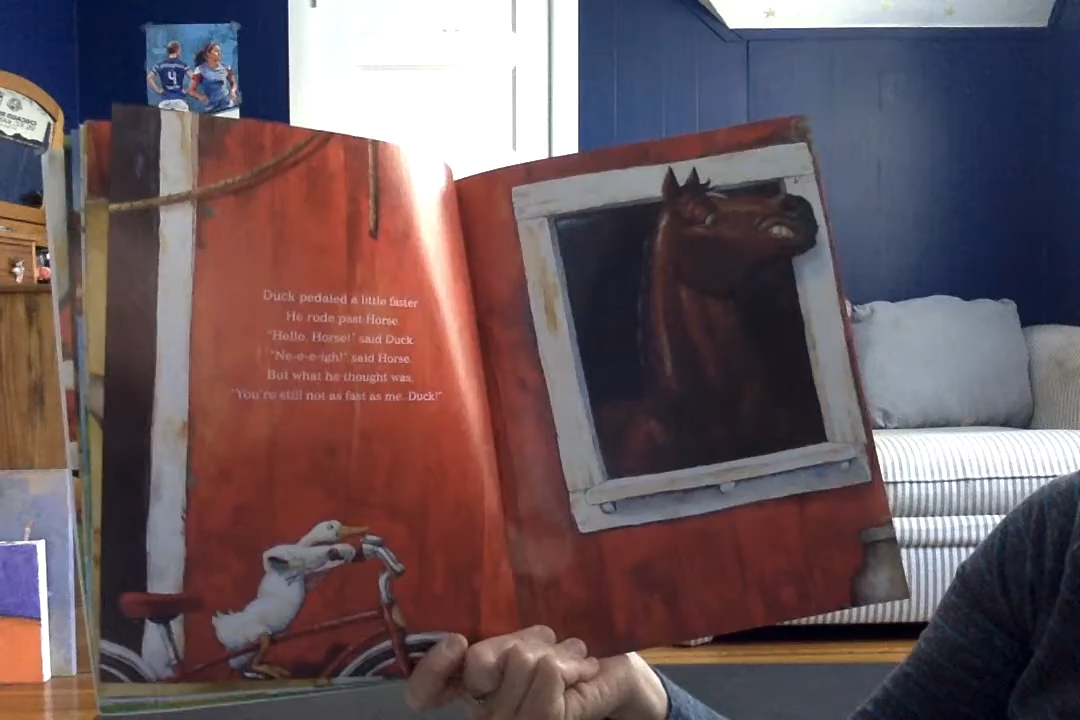 4
Duck pedaled a little faster
He rode past Horse.
"Hello, Horse!" said Duck.
"Ne-e-e-igh!" said Horse.
But what he thought was,
"You're still not as fast as me, Duck!"